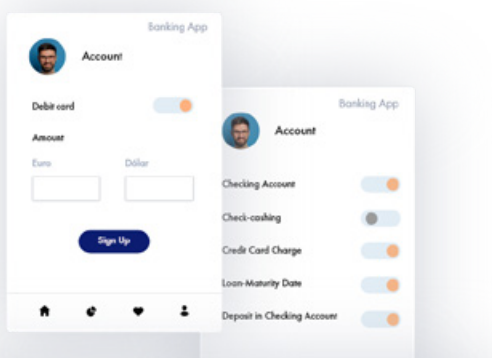 Banking App
Account
Debit card
Amount
Euro
Dólar
Sign Up
Banking App
Account
Checking Account
Check-cashing
Credit Card Charge
Loan-Maturity Date
Deposit in Checking Account